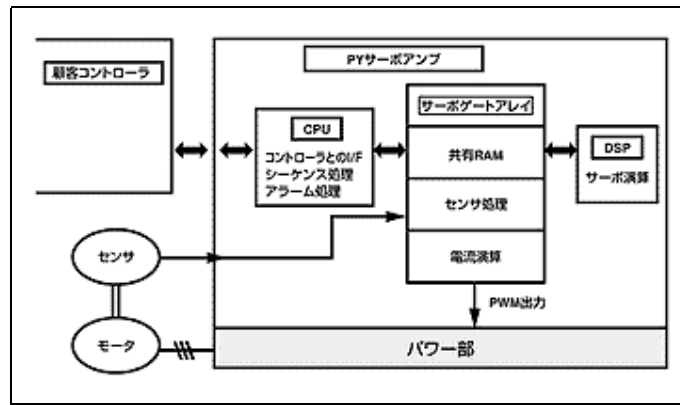 PYサーボアンプ
顧客コントローラ
サーボゲートアレイ
CPU
コントローラとのI/F
シーケンス処理
アラーム処理
共有RAM
DSP
サーボ演算
センサ処理
センサ
電流演算
PWM出力
モータ
パワー部